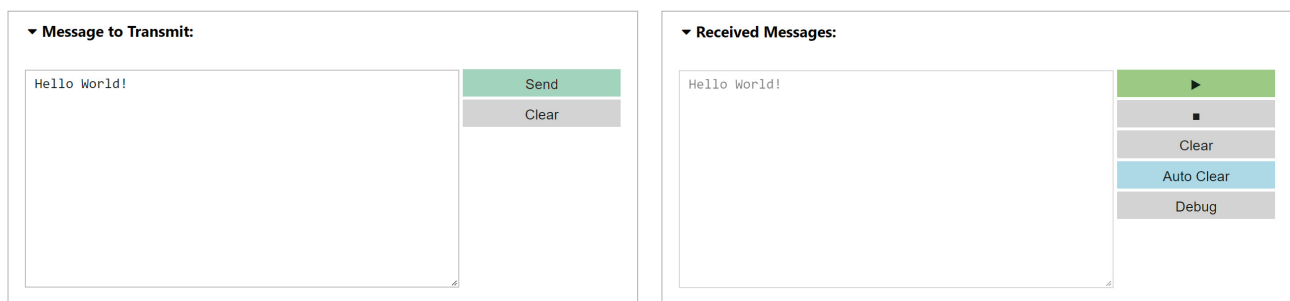 Message to Transmit:
Hello World!
Send
Clear
Received Messages:
Hello World!
Clear
Auto Clear
Debug